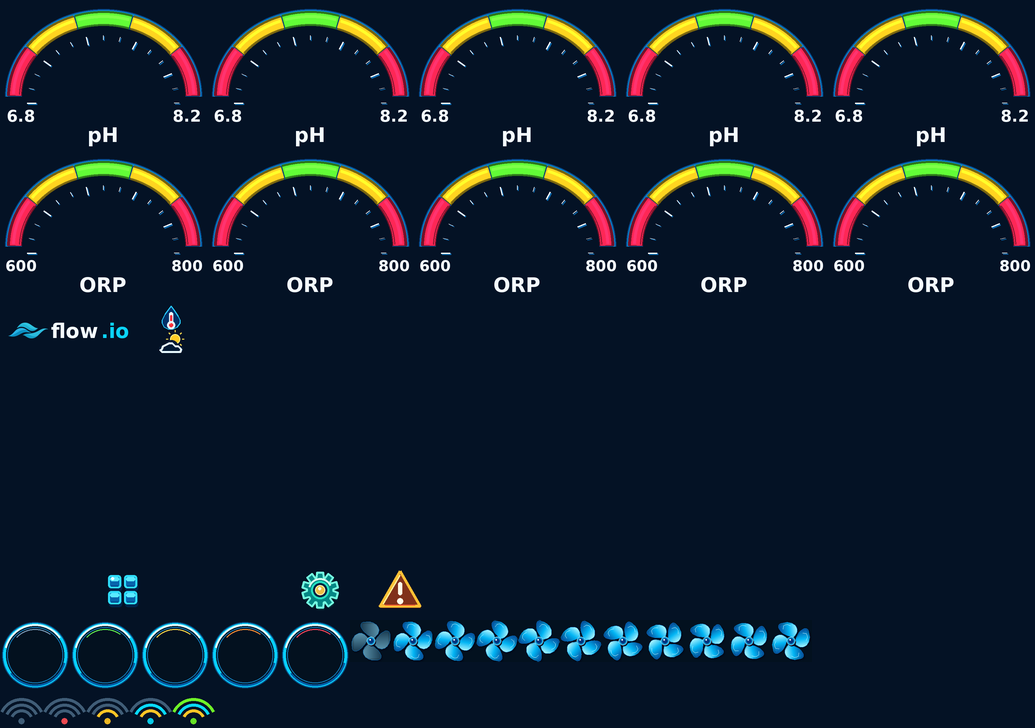 6.8 8.2 6.8 8.2 6.8 8.2 6.8 8.2 6.8 8.2
pH pH pH pH pH
600 800 600 800 600 800 600 800 600 800
ORP ORP ORP ORP ORP
flow.io